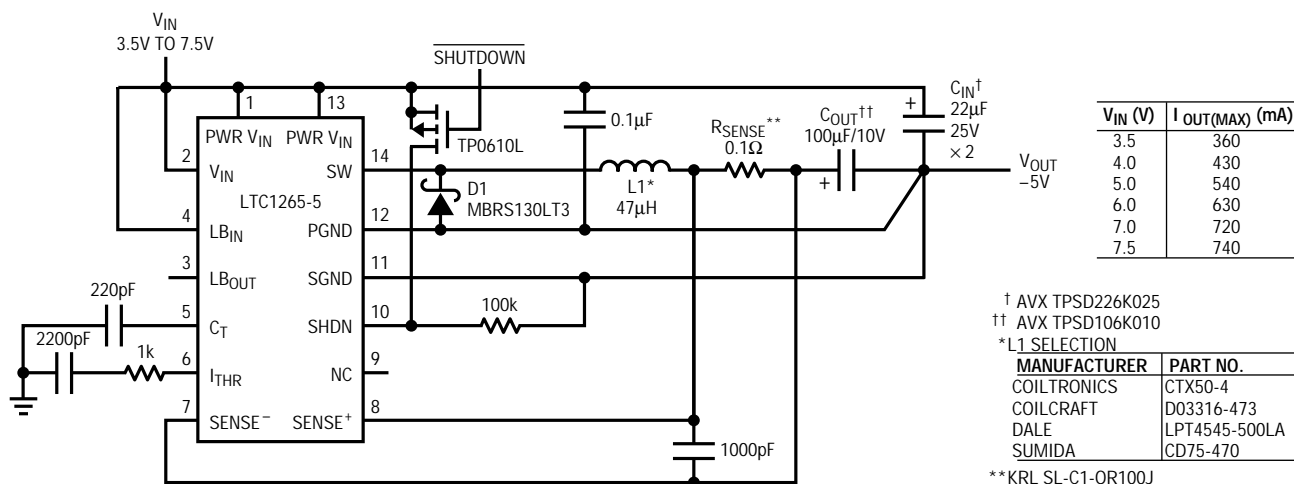 V_IN
3.5V TO 7.5V
SHUTDOWN
1
13
PWR V_IN
PWR V_IN
2
V_IN
SW
14
LTC1265-5
4
LB_IN
PGND
12
3
LB_OUT
SGND
11
5
C_T
SHDN
10
6
I_THR
NC
9
7
SENSE⁻
SENSE⁺
8
220pF
2200pF
1k
TP0610L
0.1µF
D1
MBRS130LT3
L1*
47µH
R_SENSE**
0.1Ω
C_OUT††
100µF/10V
+
+
C_IN†
22µF
25V
×2
V_OUT
–5V
100k
1000pF
V_IN (V) I OUT(MAX) (mA)
3.5 360
4.0 430
5.0 540
6.0 630
7.0 720
7.5 740
† AVX TPSD226K025
†† AVX TPSD106K010
*L1 SELECTION
MANUFACTURER PART NO.
COILTRONICS CTX50-4
COILCRAFT D03316-473
DALE LPT4545-500LA
SUMIDA CD75-470
**KRL SL-C1-OR100J